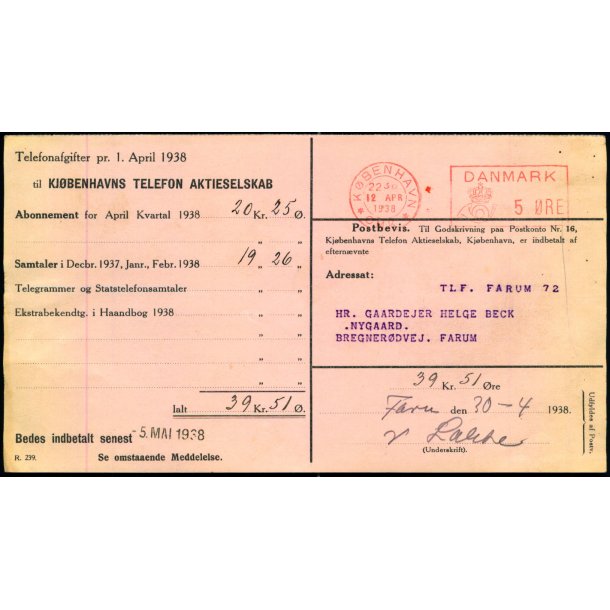 Telefonafgifter pr. 1. April 1938
til KJØBENHAVNS TELEFON AKTIESELSKAB
Abonnement for April Kvartal 1938 20 Kr. 25 Ø.
„ „
Samtaler i Decbr. 1937, Janr., Febr. 1938 19 „ 26 „
Telegrammer og Statstelefonsamtaler „ „
Ekstrabekendtg. i Haandbog 1938 „ „
„ „
„ „
„ „
Ialt 39 Kr. 51 Ø.
Bedes indbetalt senest - 5. MAI 1938
R. 239. Se omstaaende Meddelelse.
KØBENHAVN
22
12 APR
1938
DANMARK
5 ØRE
Postbevis. Til Godskrivning paa Postkonto Nr. 16,
Kjøbenhavns Telefon Aktieselskab, Kjøbenhavn, er indbetalt af
efternævnte
Adressat:
TLF. FARUM 72
HR. GAARDEJER HELGE BECK
.NYGAARD.
BREGNERØDVEJ. FARUM
39 Kr. 51 Øre
den 30-4 1938.
(Underskrift).
Udfyldes af Postv.